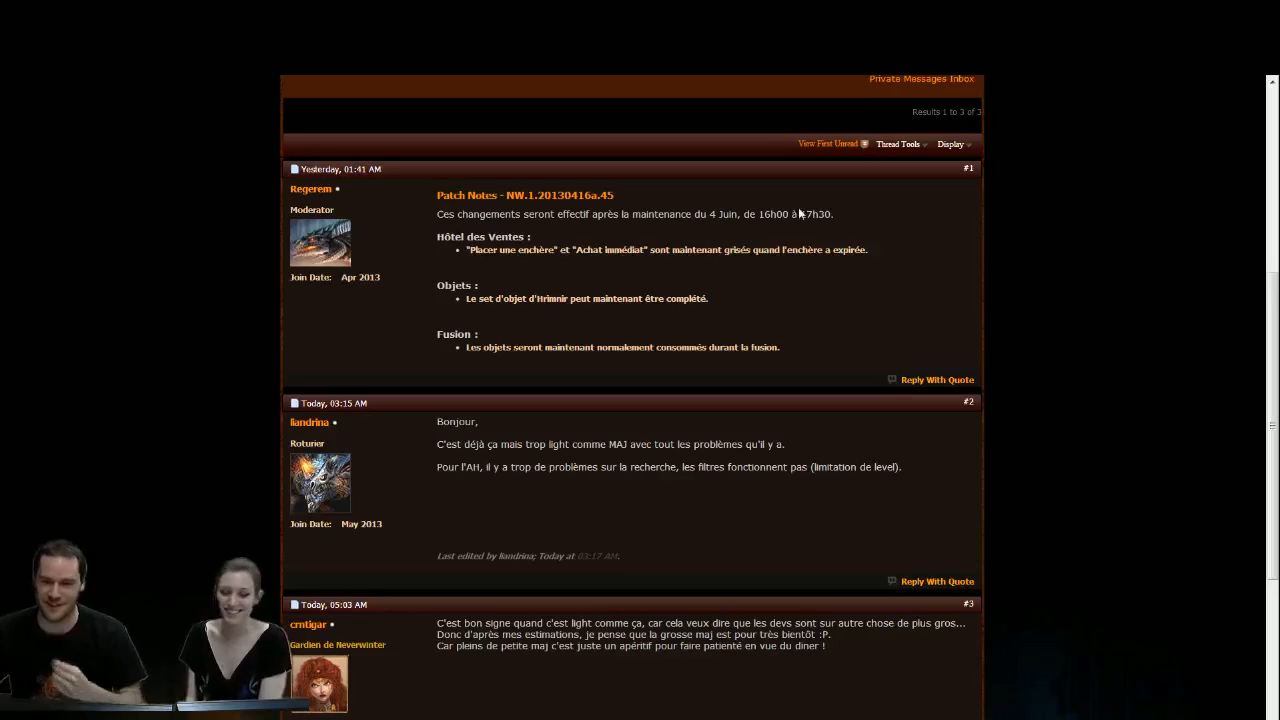 Private Messages Inbox
Results 1 to 3 of 3
View First Unread Thread Tools Display
Yesterday, 01:41 AM #1
Regerem
Moderator
Join Date: Apr 2013
Patch Notes - NW.1.20130416a.45
Ces changements seront effectif après la maintenance du 4 Juin, de 16h00 à 17h30.
Hôtel des Ventes :
"Placer une enchère" et "Achat immédiat" sont maintenant grisés quand l'enchère a expirée.
Objets :
Le set d'objet d'Hrimnir peut maintenant être complété.
Fusion :
Les objets seront maintenant normalement consommés durant la fusion.
Reply With Quote
Today, 03:15 AM #2
liandrina
Roturier
Join Date: May 2013
Bonjour,
C'est déjà ça mais trop light comme MAJ avec tout les problèmes qu'il y a.
Pour l'AH, il y a trop de problèmes sur la recherche, les filtres fonctionnent pas (limitation de level).
Last edited by liandrina; Today at 03:17 AM.
Reply With Quote
Today, 05:03 AM #3
crntigar
Gardien de Neverwinter
C'est bon signe quand c'est light comme ça, car cela veux dire que les devs sont sur autre chose de plus gros...
Donc d'après mes estimations, je pense que la grosse maj est pour très bientôt :P.
Car pleins de petite maj c'est juste un apéritif pour faire patienté en vue du diner !